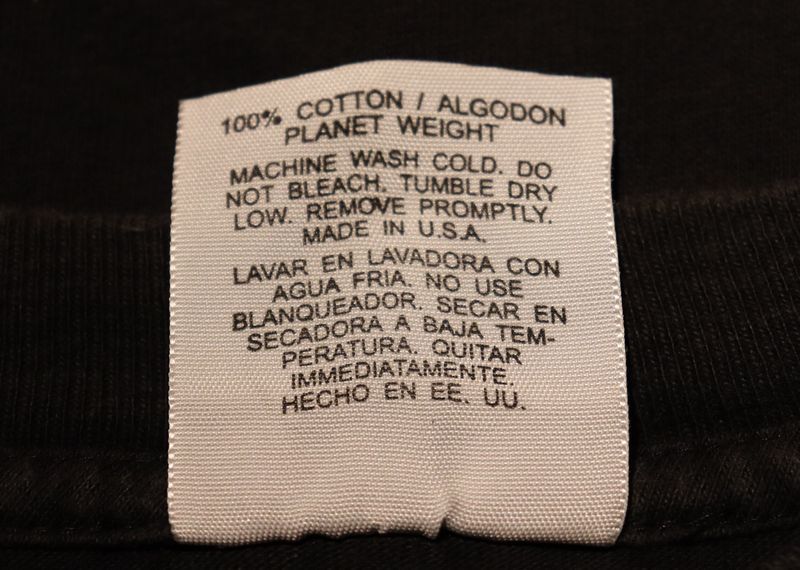 100% COTTON / ALGODON
PLANET WEIGHT
MACHINE WASH COLD. DO
NOT BLEACH. TUMBLE DRY
LOW. REMOVE PROMPTLY.
MADE IN U.S.A.
LAVAR EN LAVADORA CON
AGUA FRIA. NO USE
BLANQUEADOR. SECAR EN
SECADORA A BAJA TEM-
PERATURA. QUITAR
IMMEDIATAMENTE.
HECHO EN EE. UU.